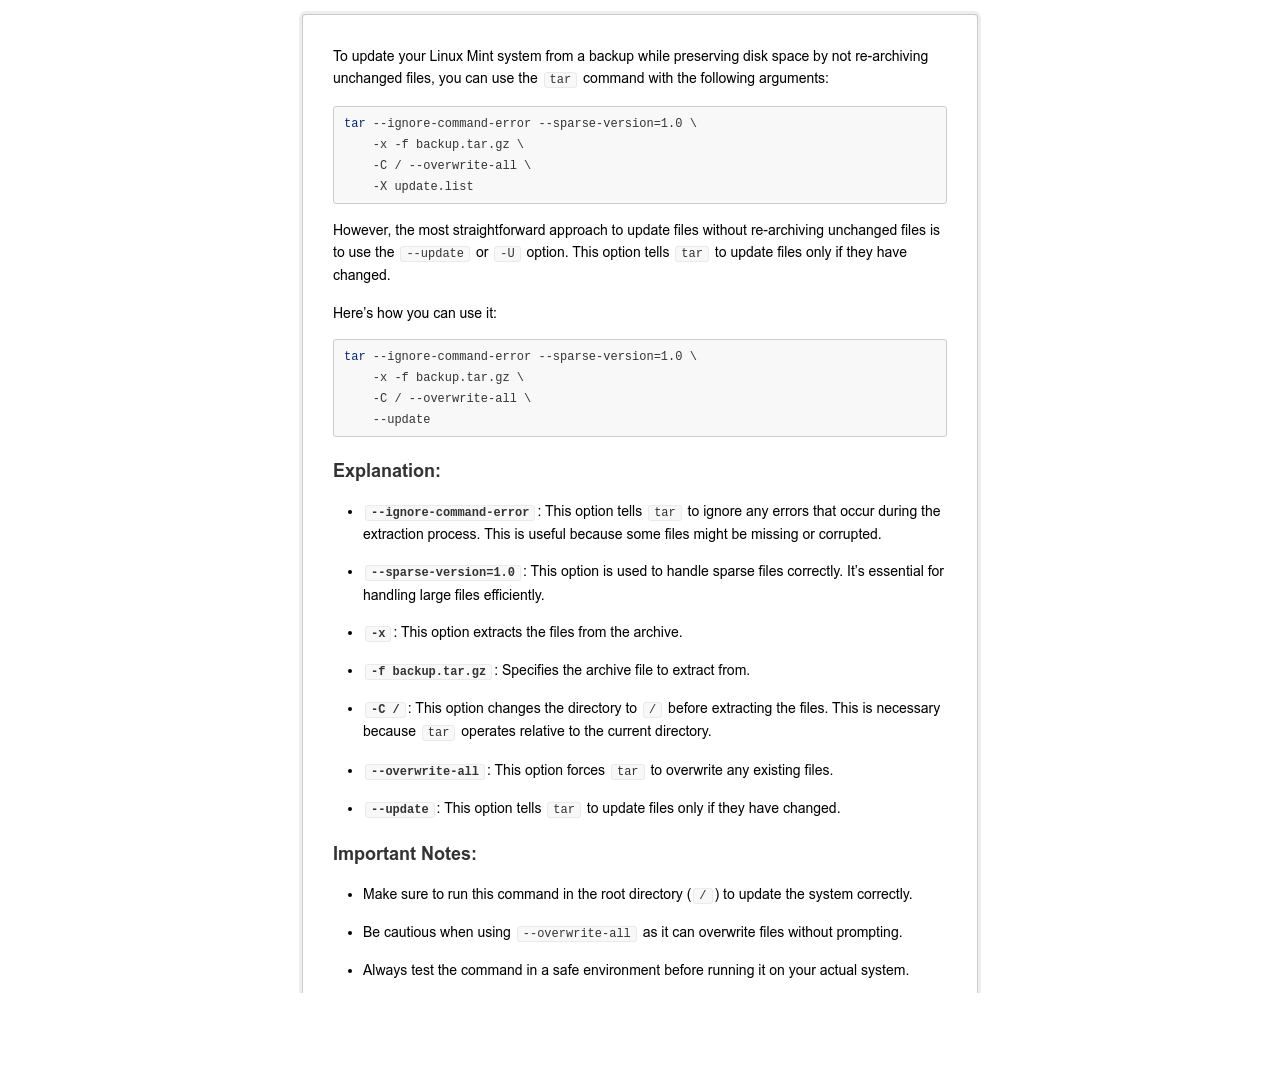 To update your Linux Mint system from a backup while preserving disk space by not re-archiving
unchanged files, you can use the tar command with the following arguments:
tar --ignore-command-error --sparse-version=1.0 \
    -x -f backup.tar.gz \
    -C / --overwrite-all \
    -X update.list
However, the most straightforward approach to update files without re-archiving unchanged files is
to use the --update or -U option. This option tells tar to update files only if they have
changed.
Here’s how you can use it:
tar --ignore-command-error --sparse-version=1.0 \
    -x -f backup.tar.gz \
    -C / --overwrite-all \
    --update
Explanation:
• --ignore-command-error: This option tells tar to ignore any errors that occur during the
extraction process. This is useful because some files might be missing or corrupted.
• --sparse-version=1.0: This option is used to handle sparse files correctly. It’s essential for
handling large files efficiently.
• -x: This option extracts the files from the archive.
• -f backup.tar.gz: Specifies the archive file to extract from.
• -C /: This option changes the directory to / before extracting the files. This is necessary
because tar operates relative to the current directory.
• --overwrite-all: This option forces tar to overwrite any existing files.
• --update: This option tells tar to update files only if they have changed.
Important Notes:
• Make sure to run this command in the root directory (/) to update the system correctly.
• Be cautious when using --overwrite-all as it can overwrite files without prompting.
• Always test the command in a safe environment before running it on your actual system.